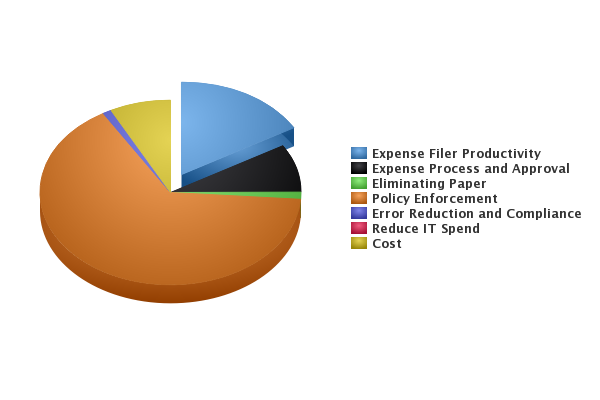 Expense Filer Productivity
Expense Process and Approval
Eliminating Paper
Policy Enforcement
Error Reduction and Compliance
Reduce IT Spend
Cost